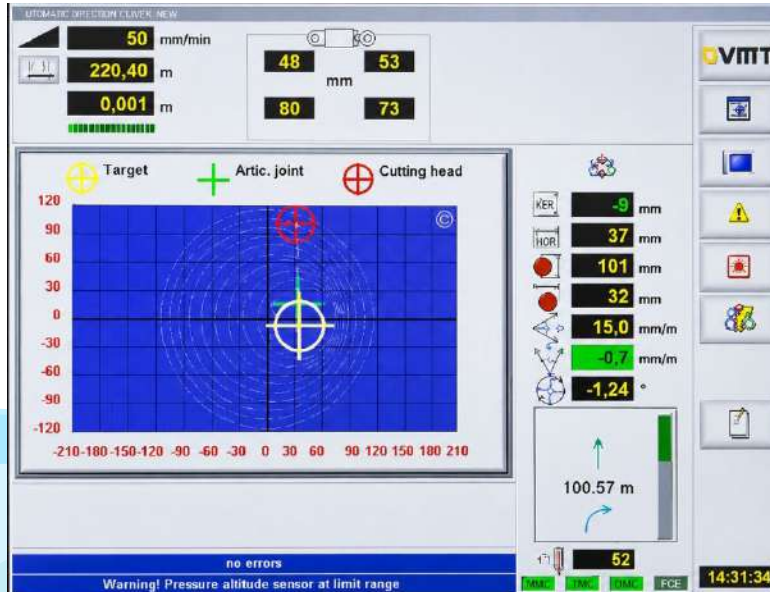 UTOMATIC DIRECTION CLIVEK NEW
50 mm/min
220,40 m
0,001 m
48 53
mm
80 73
VMT
Target Artic. joint Cutting head
©
120
90
60
30
0
-30
-60
-90
-120
-210 -180 -150 -120 -90 -60 -30 0 30 60 90 120 150 180 210
KER -9 mm
HOR 37 mm
101 mm
32 mm
15,0 mm/m
-0,7 mm/m
-1,24 °
100.57 m
52
MMC TMC DMC FCE
no errors
Warning! Pressure altitude sensor at limit range
14:31:34